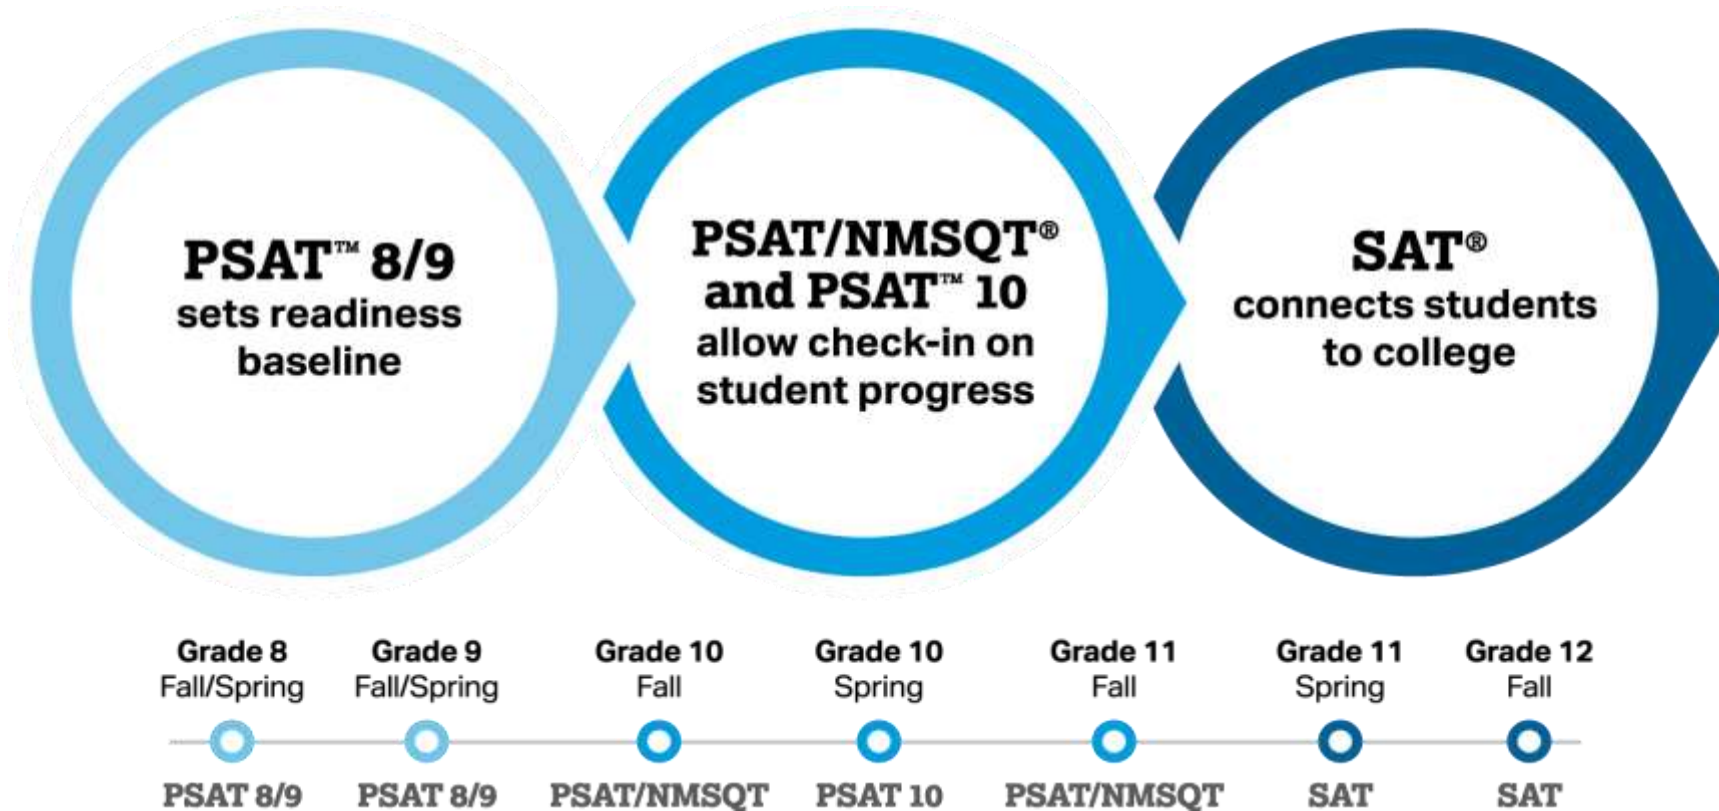 PSAT™ 8/9
sets readiness
baseline
PSAT/NMSQT®
and PSAT™ 10
allow check-in on
student progress
SAT®
connects students
to college
Grade 8
Fall/Spring
PSAT 8/9
Grade 9
Fall/Spring
PSAT 8/9
Grade 10
Fall
PSAT/NMSQT
Grade 10
Spring
PSAT 10
Grade 11
Fall
PSAT/NMSQT
Grade 11
Spring
SAT
Grade 12
Fall
SAT